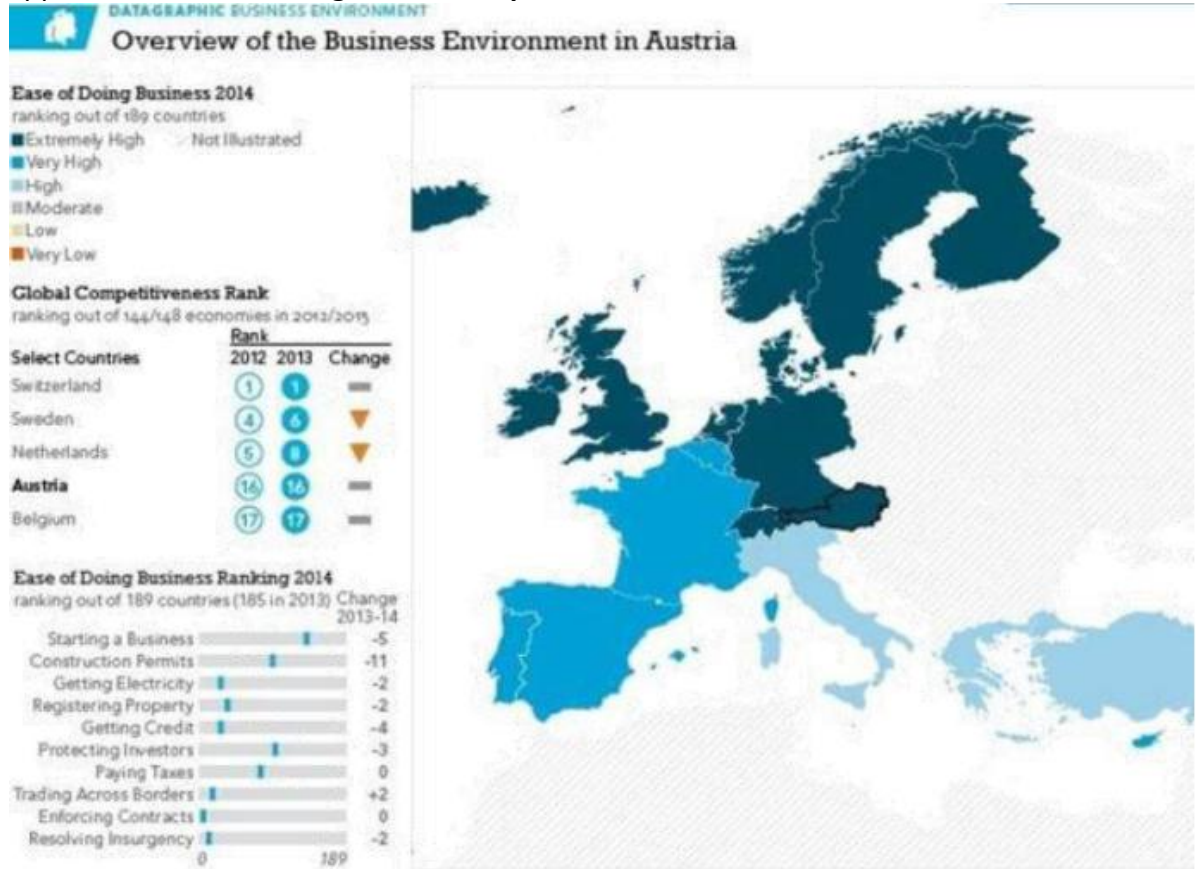 DATAGRAPHIC BUSINESS ENVIRONMENT
Overview of the Business Environment in Austria
Ease of Doing Business 2014
ranking out of 189 countries
Extremely High Not Illustrated
Very High
High
Moderate
Low
Very Low
Global Competitiveness Rank
ranking out of 144/148 economies in 2012/2013
Rank
Select Countries 2012 2013 Change
Switzerland 1 1
Sweden 4 6
Netherlands 5 8
Austria 16 16
Belgium 17 17
Ease of Doing Business Ranking 2014
ranking out of 189 countries (185 in 2013) Change
2013-14
Starting a Business -5
Construction Permits -11
Getting Electricity -2
Registering Property -2
Getting Credit -4
Protecting Investors -3
Paying Taxes 0
Trading Across Borders +2
Enforcing Contracts 0
Resolving Insurgency -2
0 189